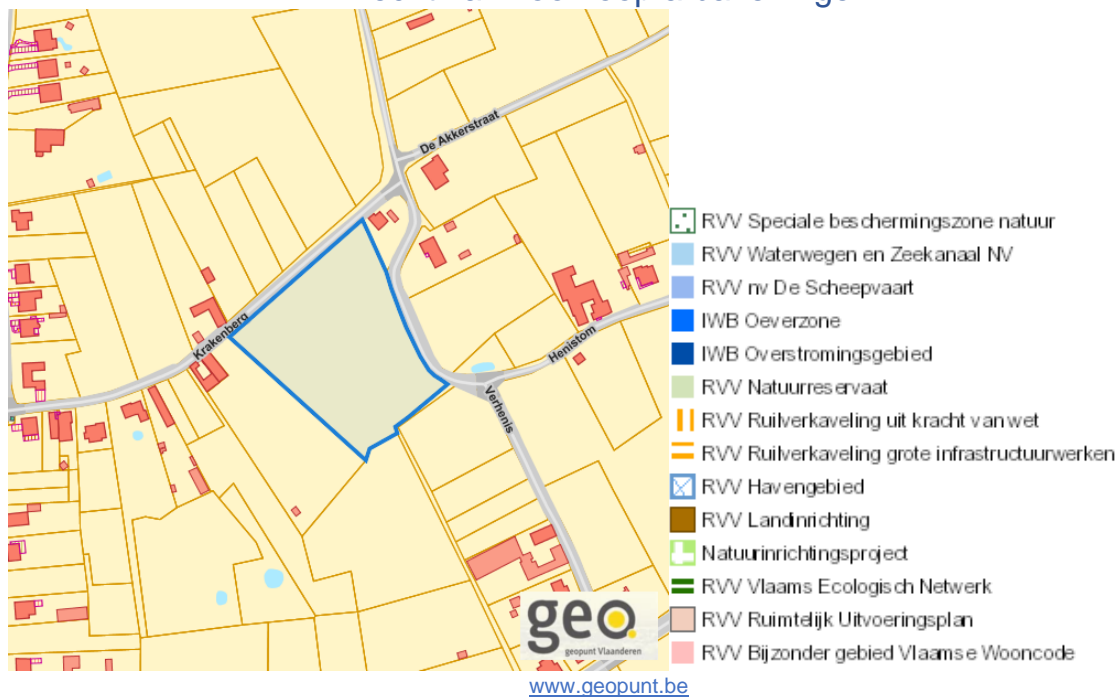 De Akkerstraat
Krakenberg
Henistom
Verhenis
geo
geopunt Vlaanderen
RVV Speciale beschermingszone natuur
RVV Waterwegen en Zeekanaal NV
RVV nv De Scheepvaart
IWB Oeverzone
IWB Overstromingsgebied
RVV Natuurreservaat
RVV Ruilverkaveling uit kracht van wet
RVV Ruilverkaveling grote infrastructuurwerken
RVV Havengebied
RVV Landinrichting
Natuurinrichtingsproject
RVV Vlaams Ecologisch Netwerk
RVV Ruimtelijk Uitvoeringsplan
RVV Bijzonder gebied Vlaamse Wooncode
www.geopunt.be